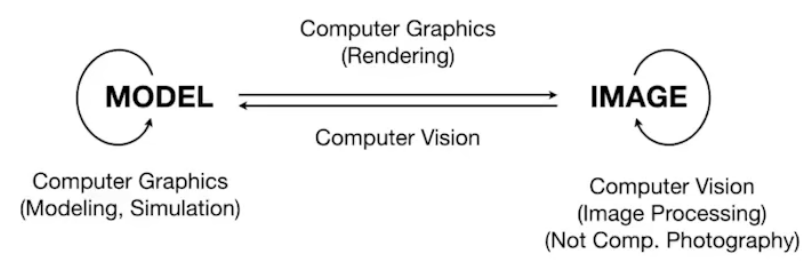 Computer Graphics
(Rendering)
MODEL
IMAGE
Computer Vision
Computer Graphics
(Modeling, Simulation)
Computer Vision
(Image Processing)
(Not Comp. Photography)